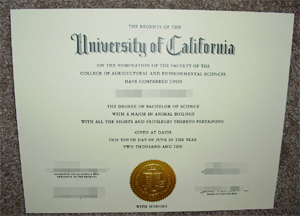 THE REGENTS OF THE
University of California
ON THE NOMINATION OF THE FACULTY OF THE
COLLEGE OF AGRICULTURAL AND ENVIRONMENTAL SCIENCES
HAVE CONFERRED UPON
THE DEGREE OF BACHELOR OF SCIENCE
WITH A MAJOR IN ANIMAL BIOLOGY
WITH ALL THE RIGHTS AND PRIVILEGES THERETO PERTAINING
GIVEN AT DAVIS
THIS TENTH DAY OF JUNE IN THE YEAR
TWO THOUSAND AND TEN
WITH HONORS